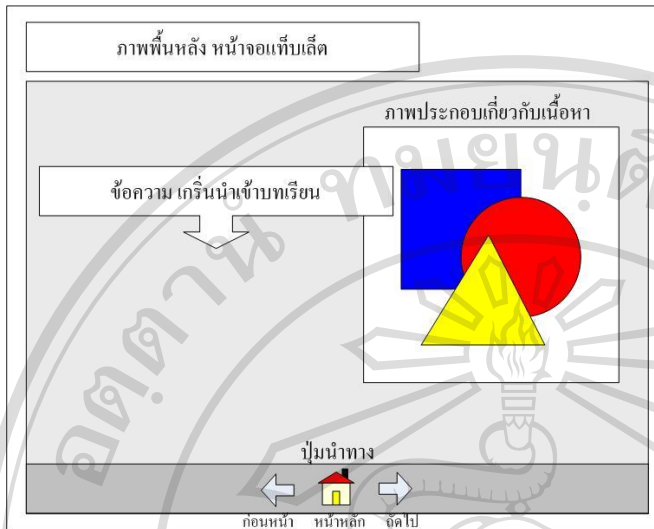 ภาพพื้นหลัง หน้าจอแท็บเล็ต
ภาพประกอบเกี่ยวกับเนื้อหา
ข้อความ เกริ่นนำเข้าบทเรียน
ปุ่มนำทาง
ก่อนหน้า หน้าหลัก ถัดไป